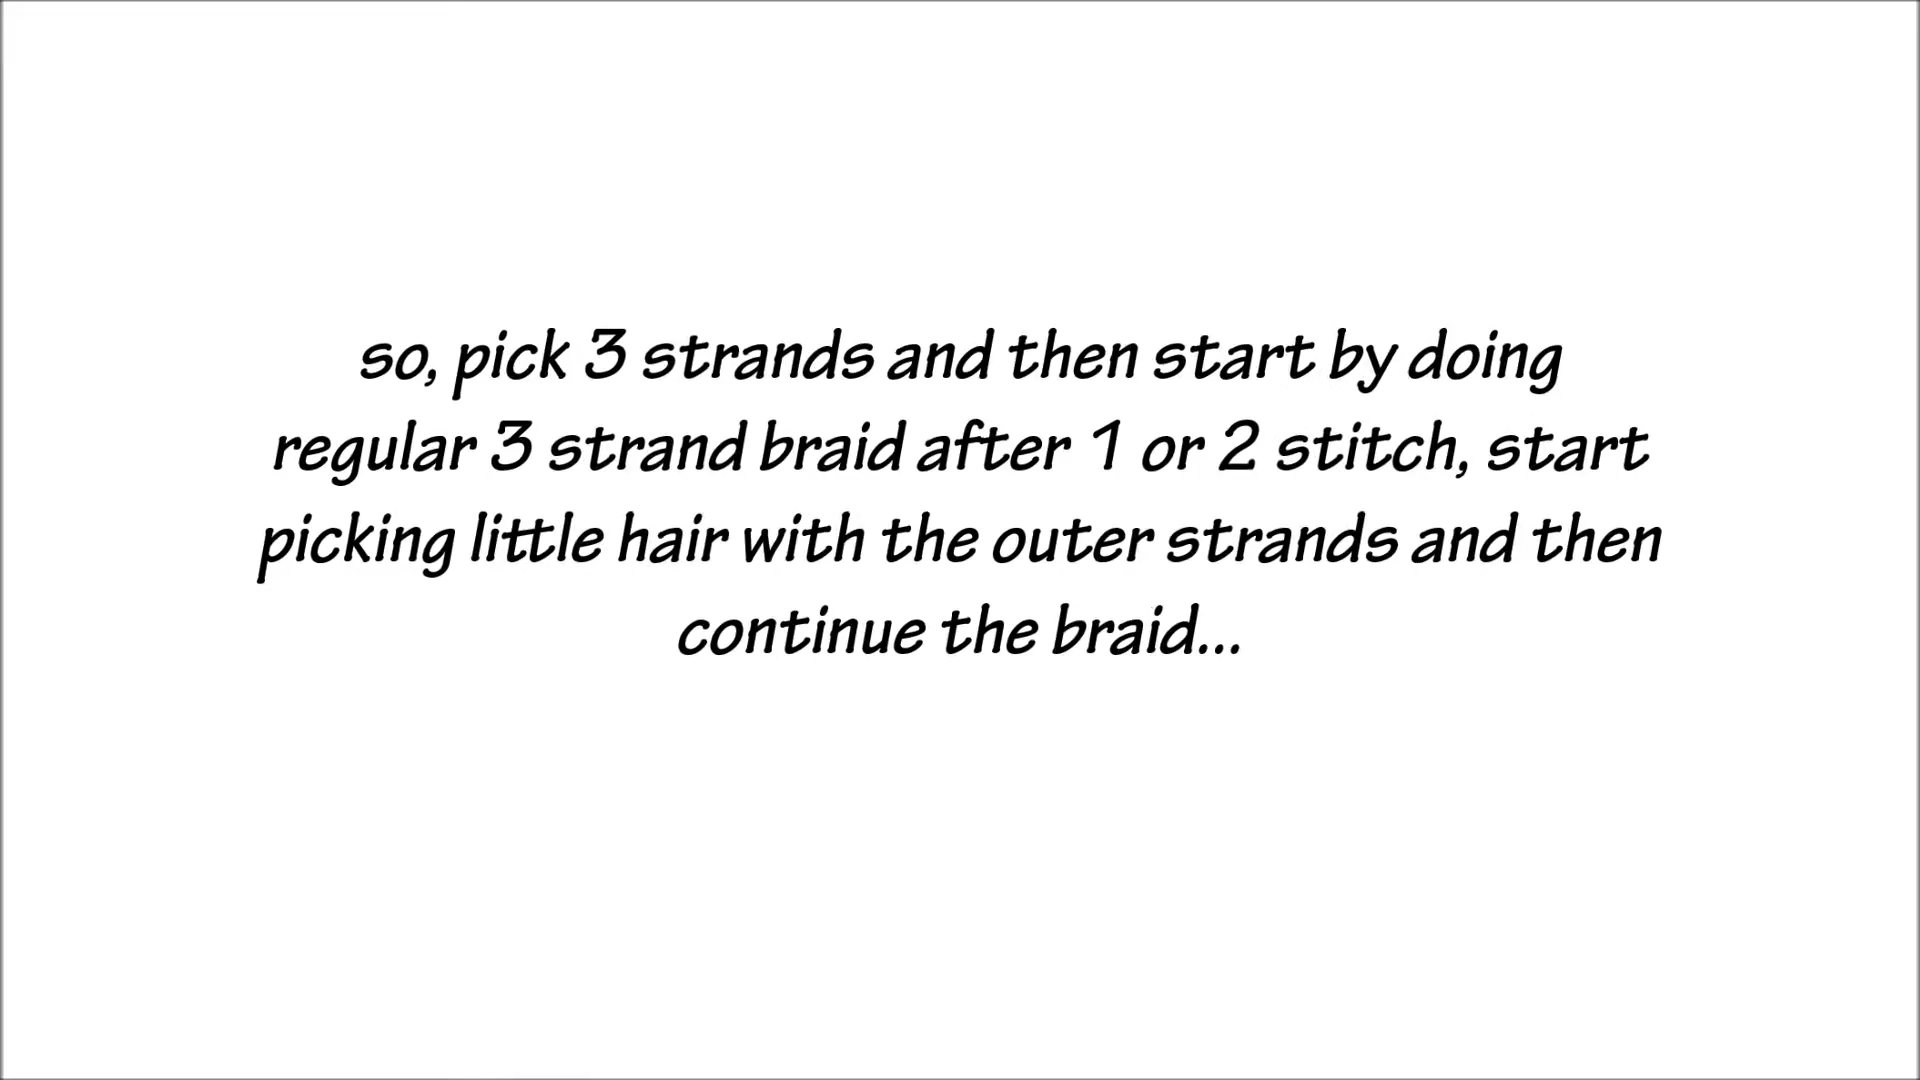 so, pick 3 strands and then start by doing
regular 3 strand braid after 1 or 2 stitch, start
picking little hair with the outer strands and then
continue the braid...